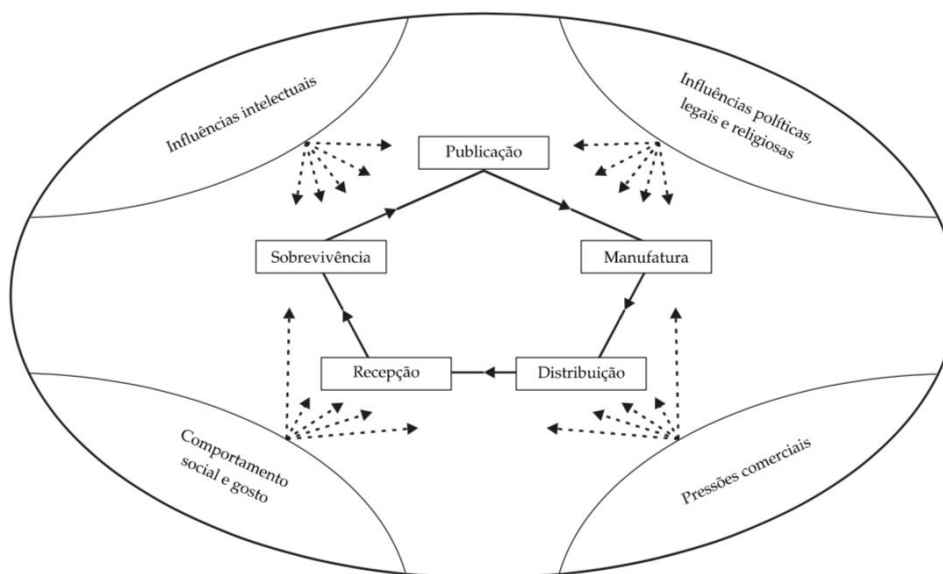 Influências intelectuais
Influências políticas,
legais e religiosas
Publicação
Sobrevivência
Manufatura
Recepção
Distribuição
Comportamento
social e gosto
Pressões comerciais